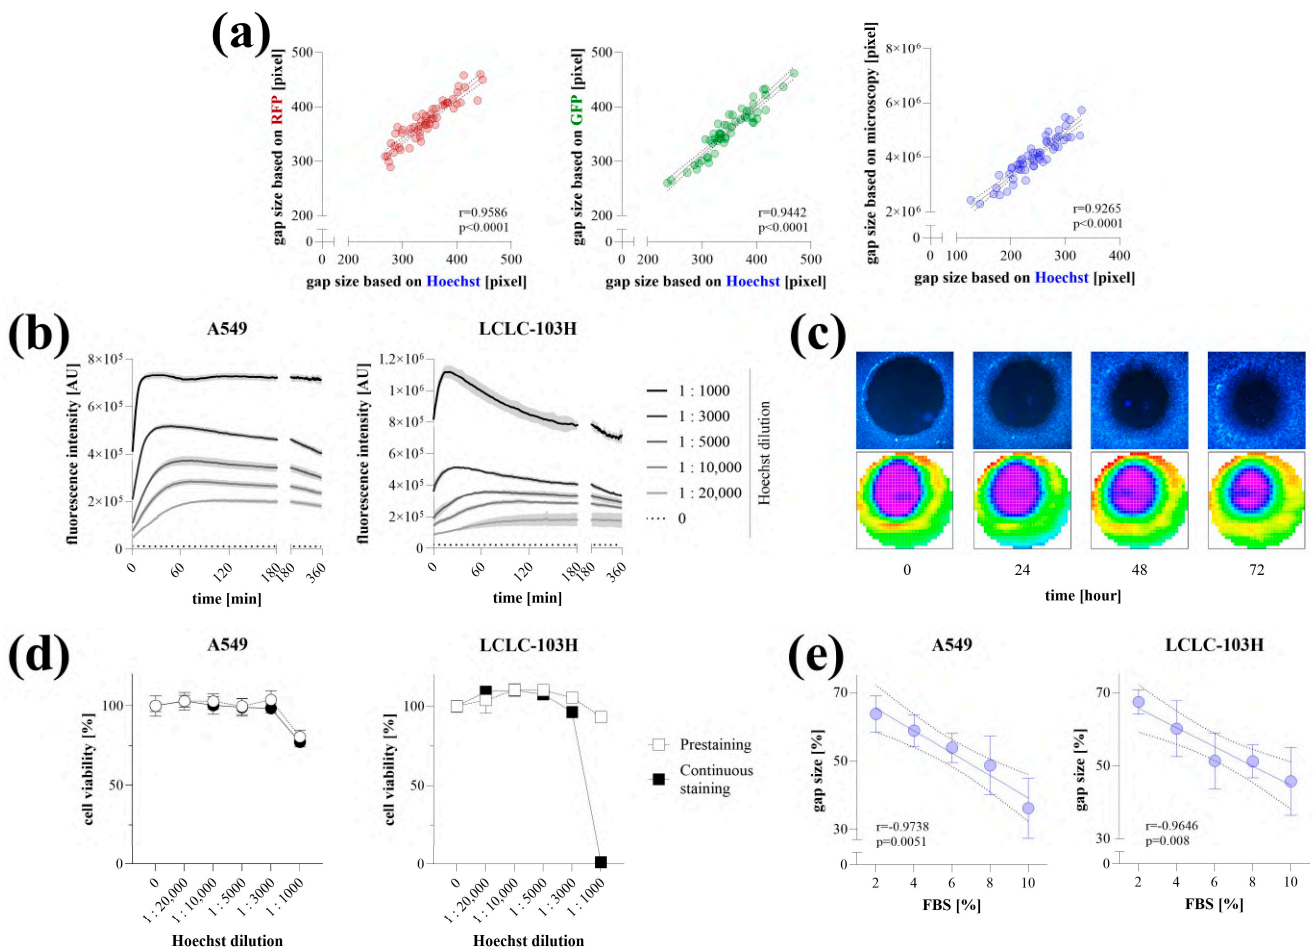 (a)
gap size based on RFP [pixel]
500
400
300
200
0
0
200
300
400
500
r=0.9586
p<0.0001
gap size based on Hoechst [pixel]
gap size based on GFP [pixel]
500
400
300
200
0
0
200
300
400
500
r=0.9442
p<0.0001
gap size based on Hoechst [pixel]
gap size based on microscopy [pixel]
8×10⁶
6×10⁶
4×10⁶
2×10⁶
0
0
100
200
300
400
r=0.9265
p<0.0001
gap size based on Hoechst [pixel]
(b)
A549
fluorescence intensity [AU]
8×10⁵
6×10⁵
4×10⁵
2×10⁵
0
0
60
120
180
180
360
time [min]
LCLC-103H
fluorescence intensity [AU]
1.2×10⁶
1×10⁶
8×10⁵
6×10⁵
4×10⁵
2×10⁵
0
0
60
120
180
180
360
time [min]
1 : 1000
1 : 3000
1 : 5000
1 : 10,000
1 : 20,000
0
Hoechst dilution
(c)
0
24
48
72
time [hour]
(d)
A549
cell viability [%]
100
50
0
0
1 : 20,000
1 : 10,000
1 : 5000
1 : 3000
1 : 1000
Hoechst dilution
LCLC-103H
cell viability [%]
100
50
0
0
1 : 20,000
1 : 10,000
1 : 5000
1 : 3000
1 : 1000
Hoechst dilution
Prestaining
Continuous
staining
(e)
A549
gap size [%]
70
50
30
0
r=-0.9738
p=0.0051
2
4
6
8
10
FBS [%]
LCLC-103H
gap size [%]
70
50
30
0
r=-0.9646
p=0.008
2
4
6
8
10
FBS [%]